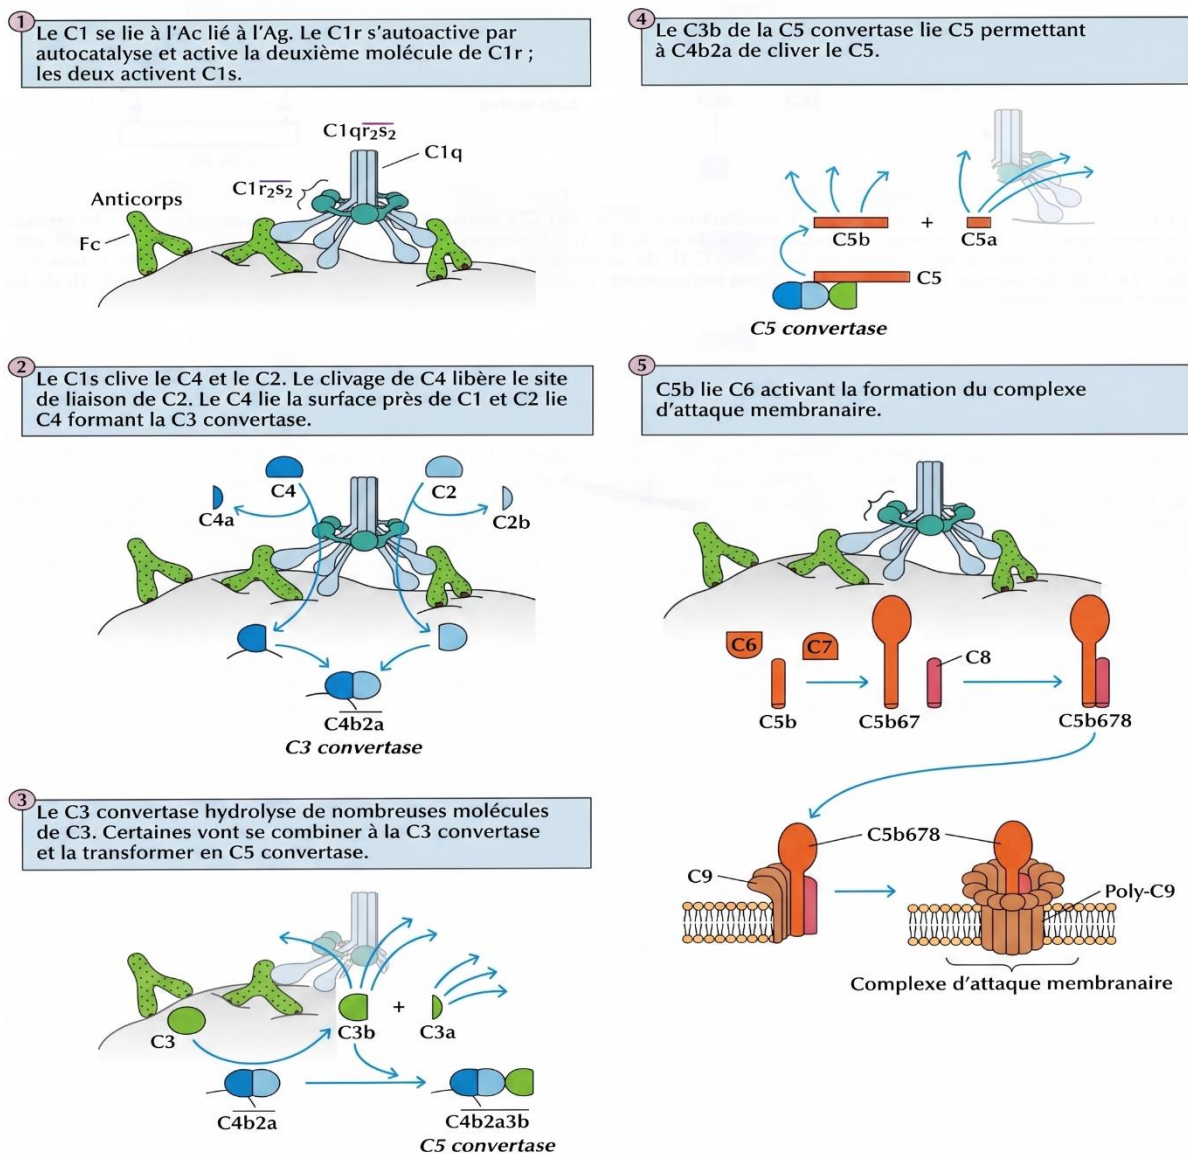 1
Le C1 se lie à l'Ac lié à l'Ag. Le C1r s'autoactive par
autocatalyse et active la deuxième molécule de C1r ;
les deux activent C1s.
C1qr2s2
C1q
C1r2s2
Anticorps
Fc
2
Le C1s clive le C4 et le C2. Le clivage de C4 libère le site
de liaison de C2. Le C4 lie la surface près de C1 et C2 lie
C4 formant la C3 convertase.
C4
C2
C4a
C2b
C4b2a
C3 convertase
3
Le C3 convertase hydrolyse de nombreuses molécules
de C3. Certaines vont se combiner à la C3 convertase
et la transformer en C5 convertase.
C3
C3b
+
C3a
C4b2a
C4b2a3b
C5 convertase
4
Le C3b de la C5 convertase lie C5 permettant
à C4b2a de cliver le C5.
C5b
+
C5a
C5
C5 convertase
5
C5b lie C6 activant la formation du complexe
d'attaque membranaire.
C6
C7
C8
C5b
C5b67
C5b678
C5b678
C9
Poly-C9
Complexe d'attaque membranaire